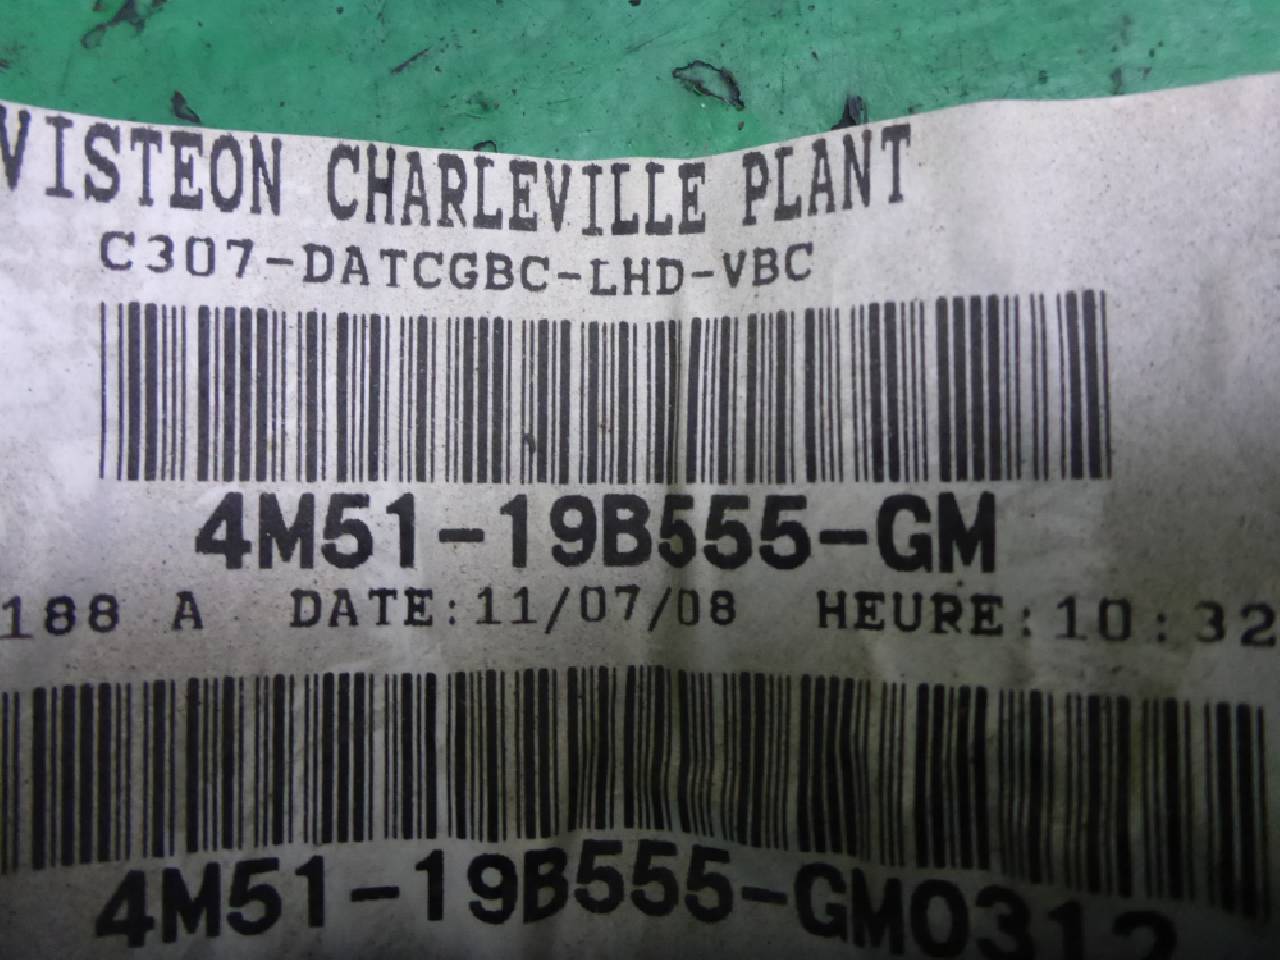 VISTEON CHARLEVILLE PLANT
C307-DATCGBC-LHD-VBC
4M51-19B555-GM
188 A DATE:11/07/08 HEURE:10:32
4M51-19B555-GM0312